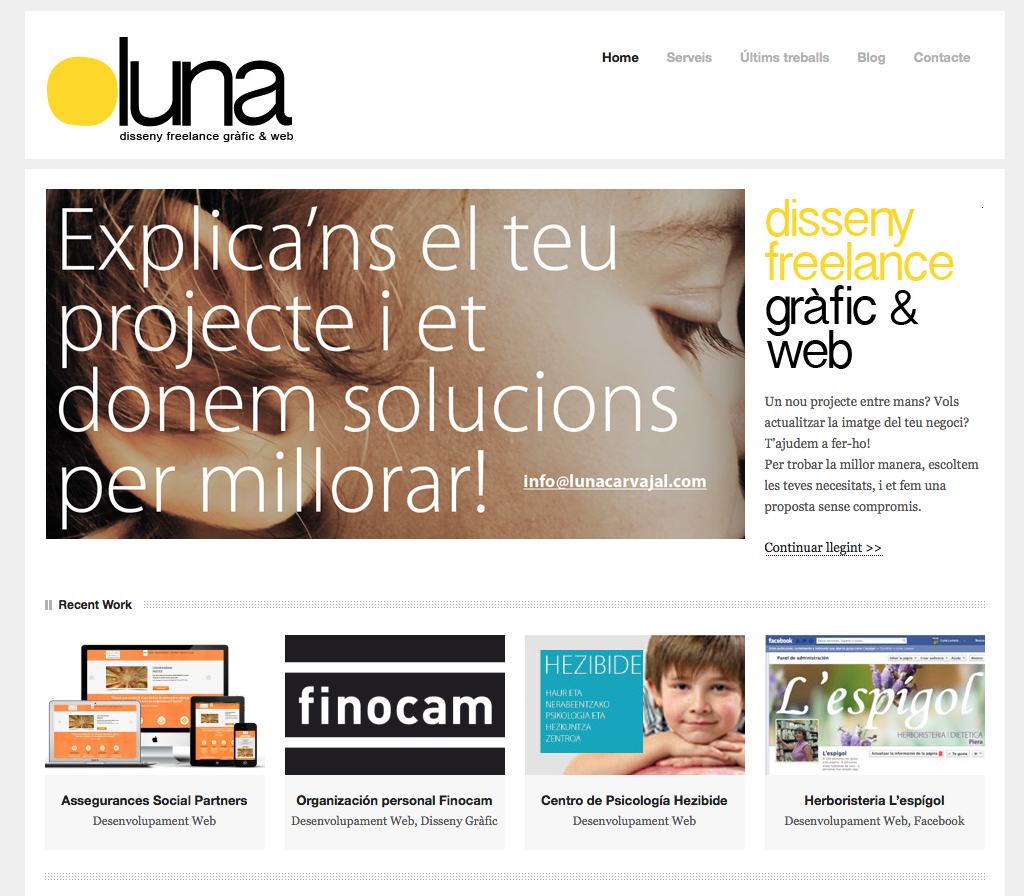 luna
disseny freelance gràfic & web
Home
Serveis
Últims treballs
Blog
Contacte
Explica'ns el teu
projecte i et
donem solucions
per millorar!
info@lunacarvajal.com
disseny
freelance
gràfic &
web
Un nou projecte entre mans? Vols
actualitzar la imatge del teu negoci?
T'ajudem a fer-ho!
Per trobar la millor manera, escoltem
les teves necesitats, i et fem una
proposta sense compromis.
Continuar llegint >>
Recent Work
finocam
HEZIBIDE
HAUR ETA
NERABEENTZAKO
PSIKOLOGIA ETA
HEZKUNTZA
ZENTROA
facebook
Panel de administración
L'espígol
HERBORISTERIA I DIETÈTICA
Piera
L'espígol
Assegurances Social Partners
Desenvolupament Web
Organización personal Finocam
Desenvolupament Web, Disseny Gràfic
Centro de Psicología Hezibide
Desenvolupament Web
Herboristeria L'espígol
Desenvolupament Web, Facebook